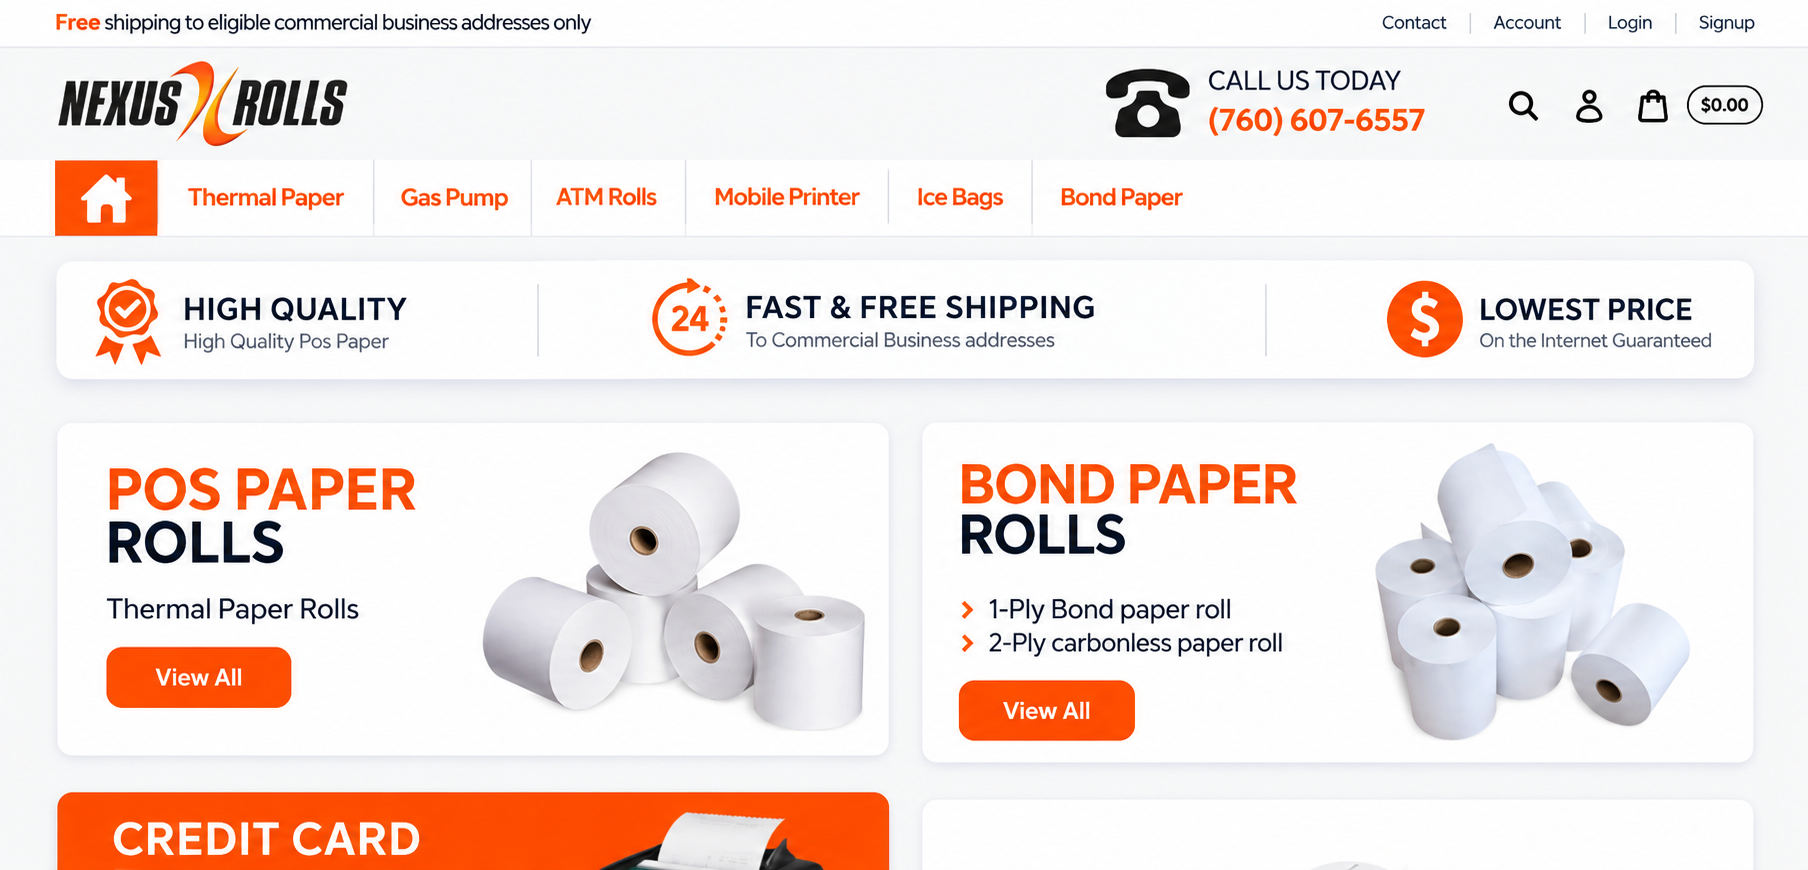 Free shipping to eligible commercial business addresses only
Contact
Account
Login
Signup
NEXUS ROLLS
CALL US TODAY
(760) 607-6557
$0.00
Thermal Paper
Gas Pump
ATM Rolls
Mobile Printer
Ice Bags
Bond Paper
HIGH QUALITY
High Quality Pos Paper
24
FAST & FREE SHIPPING
To Commercial Business addresses
$
LOWEST PRICE
On the Internet Guaranteed
POS PAPER
ROLLS
Thermal Paper Rolls
View All
BOND PAPER
ROLLS
1-Ply Bond paper roll
2-Ply carbonless paper roll
View All
CREDIT CARD